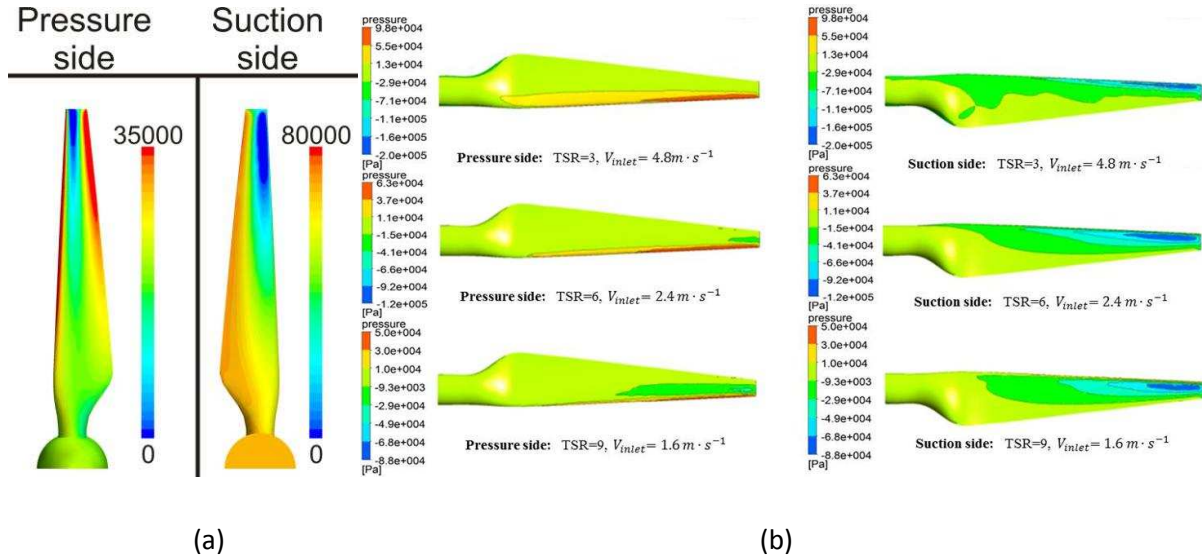 Pressure side
Suction side
35000
0
80000
0
pressure
9.8e+004
5.5e+004
1.3e+004
-2.9e+004
-7.1e+004
-1.1e+005
-1.6e+005
-2.0e+005
[Pa]
Pressure side: TSR=3, V_inlet = 4.8m · s⁻¹
pressure
6.3e+004
3.7e+004
1.1e+004
-1.5e+004
-4.1e+004
-6.6e+004
-9.2e+004
-1.2e+005
[Pa]
Pressure side: TSR=6, V_inlet = 2.4 m · s⁻¹
pressure
5.0e+004
3.0e+004
1.0e+004
-9.3e+003
-2.9e+004
-4.9e+004
-6.8e+004
-8.8e+004
[Pa]
Pressure side: TSR=9, V_inlet = 1.6 m · s⁻¹
pressure
9.8e+004
5.5e+004
1.3e+004
-2.9e+004
-7.1e+004
-1.1e+005
-1.6e+005
-2.0e+005
[Pa]
Suction side: TSR=3, V_inlet = 4.8 m · s⁻¹
pressure
6.3e+004
3.7e+004
1.1e+004
-1.5e+004
-4.1e+004
-6.6e+004
-9.2e+004
-1.2e+005
[Pa]
Suction side: TSR=6, V_inlet = 2.4 m · s⁻¹
pressure
5.0e+004
3.0e+004
1.0e+004
-9.3e+003
-2.9e+004
-4.9e+004
-6.8e+004
-8.8e+004
[Pa]
Suction side: TSR=9, V_inlet = 1.6 m · s⁻¹
(a)
(b)